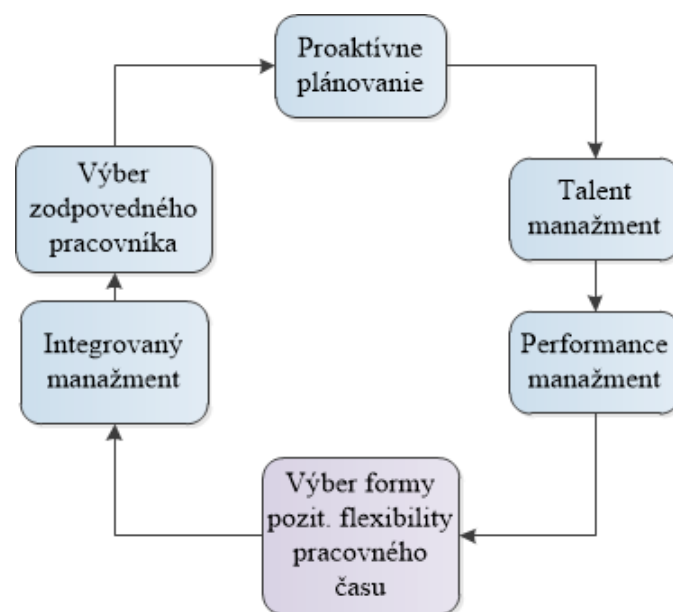 Proaktívne
plánovanie
Výber
zodpovedného
pracovníka
Talent
manažment
Integrovaný
manažment
Performance
manažment
Výber formy
pozit. flexibility
pracovného
času